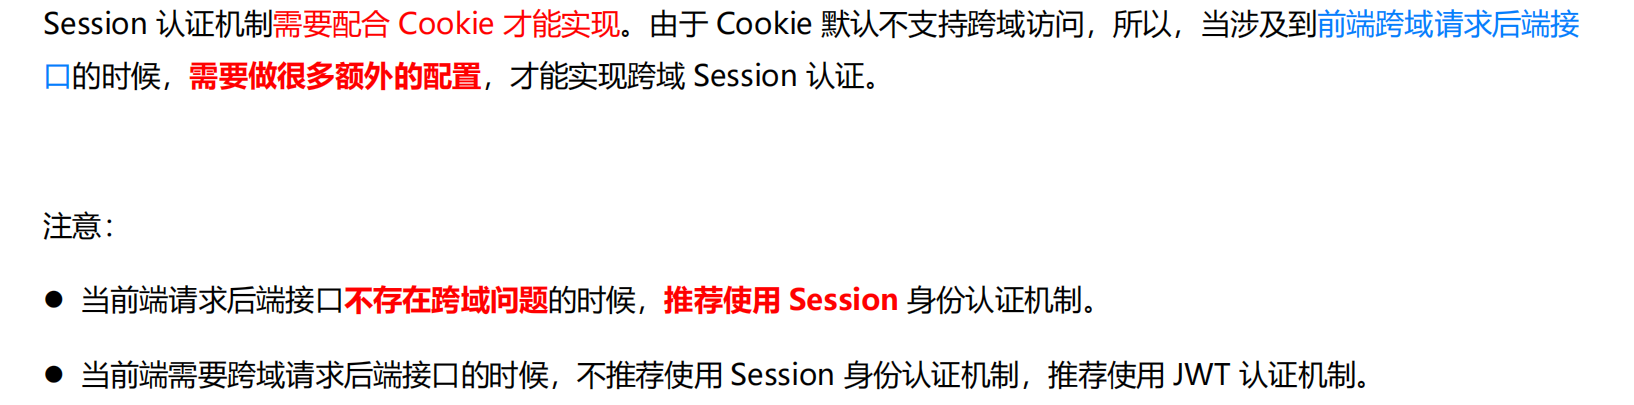 Session 认证机制需要配合 Cookie 才能实现。由于 Cookie 默认不支持跨域访问，所以，当涉及到前端跨域请求后端接
口的时候，需要做很多额外的配置，才能实现跨域 Session 认证。
注意：
● 当前端请求后端接口不存在跨域问题的时候，推荐使用 Session 身份认证机制。
● 当前端需要跨域请求后端接口的时候，不推荐使用 Session 身份认证机制，推荐使用 JWT 认证机制。